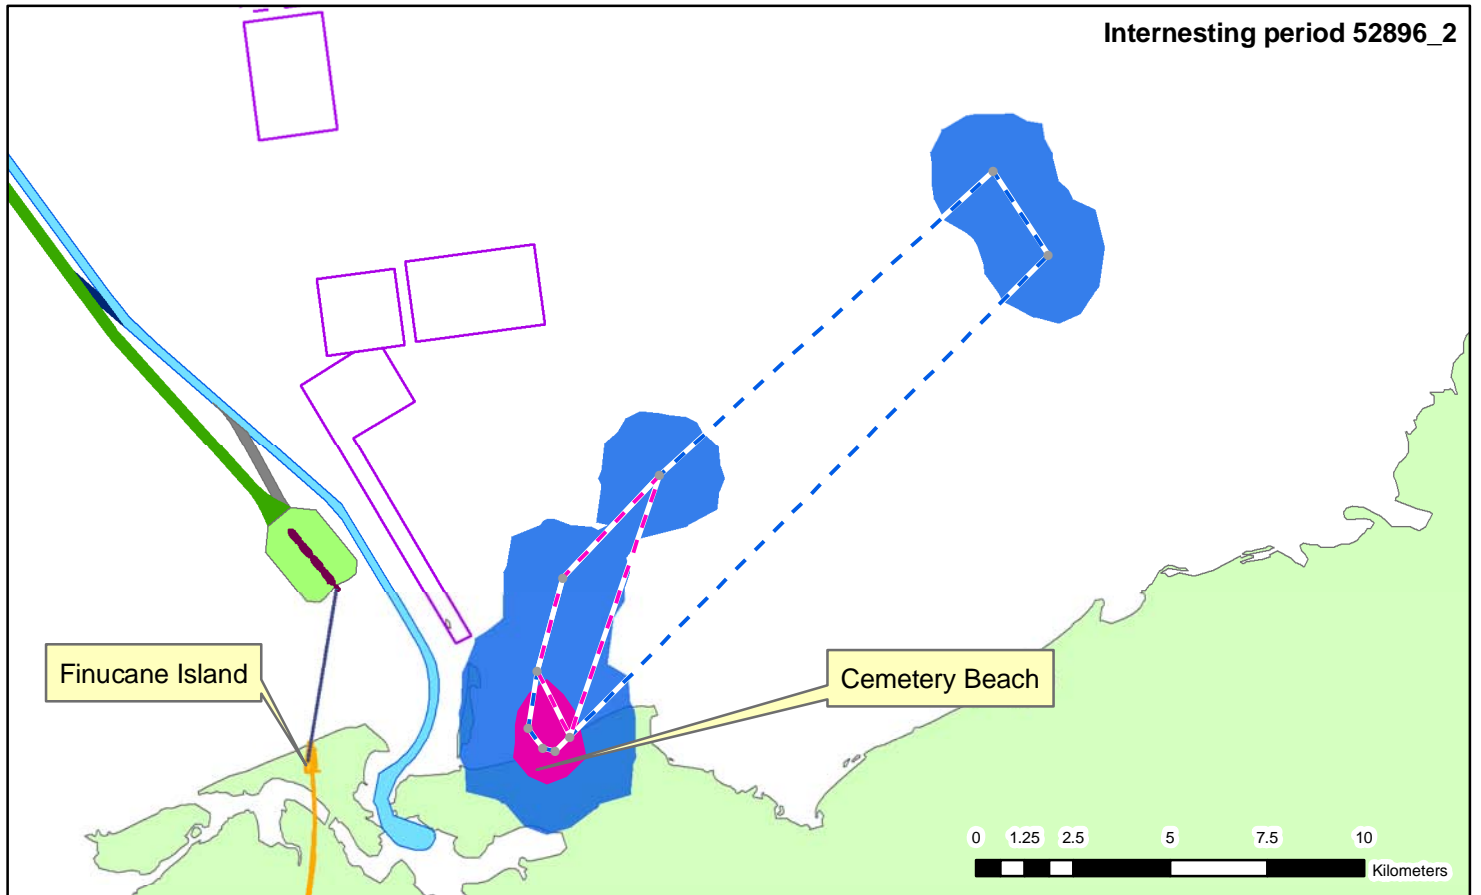 Internesting period 52896_2
Finucane Island
Cemetery Beach
0 1.25 2.5 5 7.5 10
Kilometers